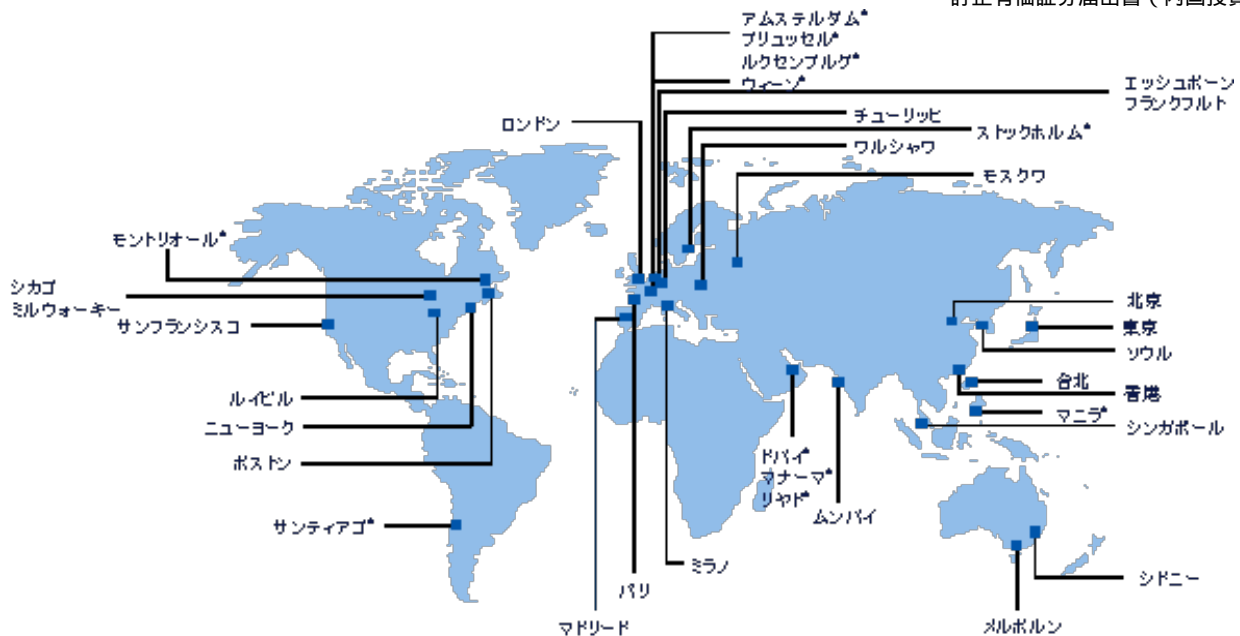 アムステルダム*
ブリュッセル*
ルクセンブルグ*
ウィーン*
エッシュボーン
フランクフルト
ロンドン
チューリッヒ
ストックホルム*
ワルシャワ
モスクワ
モントリオール*
シカゴ
ミルウォーキー
サンフランシスコ
北京
東京
ソウル
台北
香港
マニラ*
シンガポール
ルイビル
ニューヨーク
ボストン
ドバイ*
マナーマ*
リヤド*
ムンバイ
サンティアゴ*
ミラノ
パリ
マドリード
シドニー
メルボルン